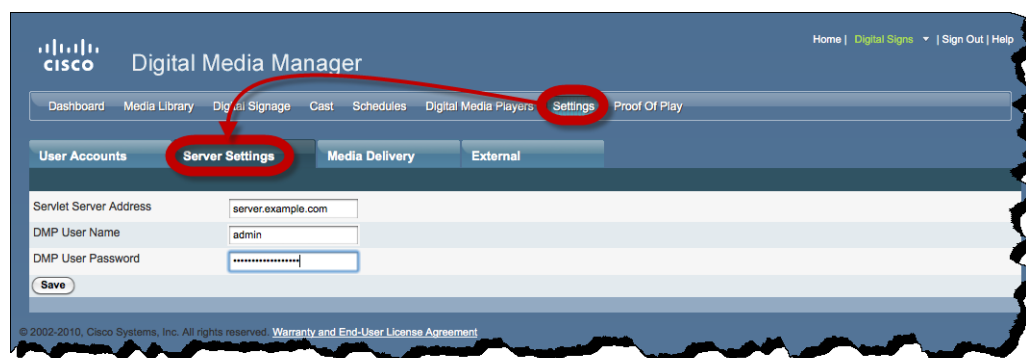 Home | Digital Signs ▼ | Sign Out | Help
CISCO Digital Media Manager
Dashboard Media Library Digital Signage Cast Schedules Digital Media Players Settings Proof Of Play
User Accounts Server Settings Media Delivery External
Servlet Server Address server.example.com
DMP User Name admin
DMP User Password •••••••••••••••••
Save
© 2002-2010, Cisco Systems, Inc. All rights reserved. Warranty and End-User License Agreement